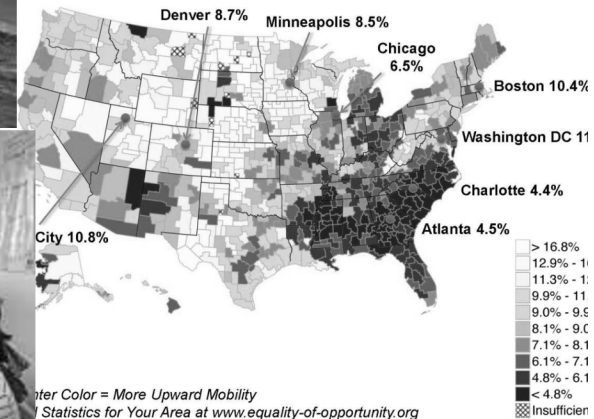 Denver 8.7%
Minneapolis 8.5%
Chicago
6.5%
Boston 10.4%
Washington DC 11
Charlotte 4.4%
Atlanta 4.5%
City 10.8%
> 16.8%
12.9% - 1
11.3% - 1
9.9% - 11
9.0% - 9.9
8.1% - 9.0
7.1% - 8.1
6.1% - 7.1
4.8% - 6.1
< 4.8%
Insufficien
nter Color = More Upward Mobility
Statistics for Your Area at www.equality-of-opportunity.org